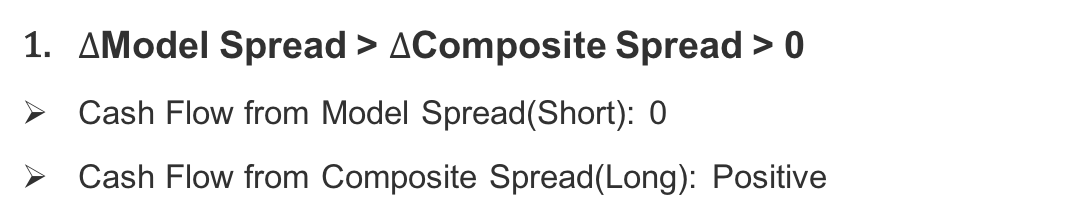 1. ΔModel Spread > ΔComposite Spread > 0
➢ Cash Flow from Model Spread(Short): 0
➢ Cash Flow from Composite Spread(Long): Positive